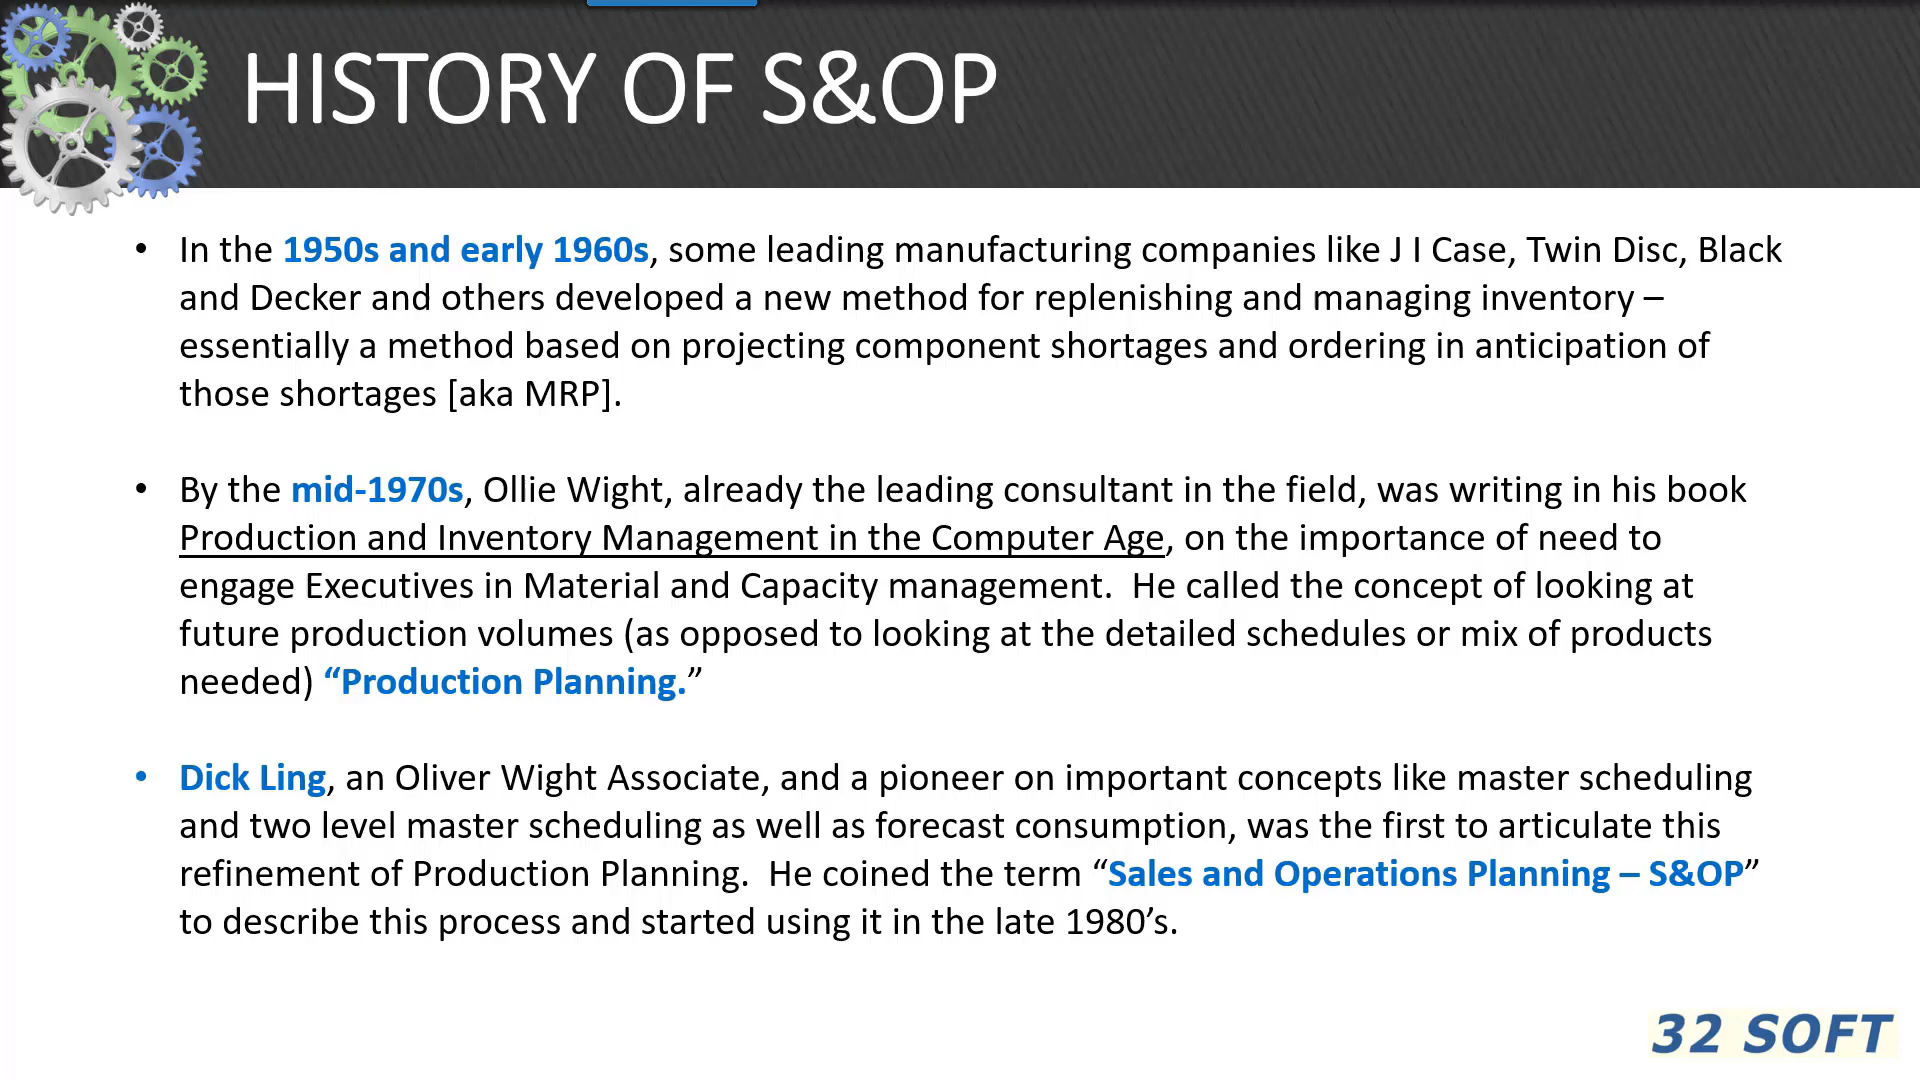 HISTORY OF S&OP
• In the 1950s and early 1960s, some leading manufacturing companies like J I Case, Twin Disc, Black
and Decker and others developed a new method for replenishing and managing inventory –
essentially a method based on projecting component shortages and ordering in anticipation of
those shortages [aka MRP].
• By the mid-1970s, Ollie Wight, already the leading consultant in the field, was writing in his book
Production and Inventory Management in the Computer Age, on the importance of need to
engage Executives in Material and Capacity management.  He called the concept of looking at
future production volumes (as opposed to looking at the detailed schedules or mix of products
needed) “Production Planning.”
• Dick Ling, an Oliver Wight Associate, and a pioneer on important concepts like master scheduling
and two level master scheduling as well as forecast consumption, was the first to articulate this
refinement of Production Planning.  He coined the term “Sales and Operations Planning – S&OP”
to describe this process and started using it in the late 1980’s.
32 SOFT